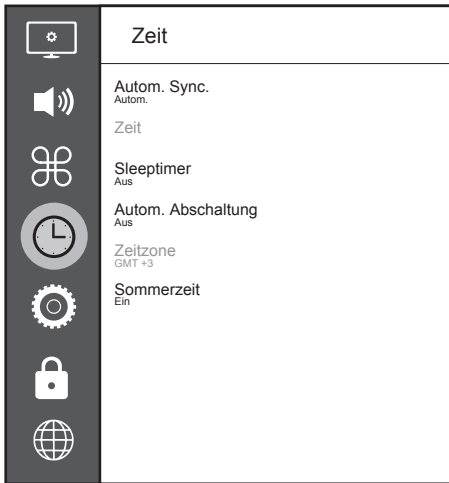 Zeit
Autom. Sync.
Autom.
Zeit
Sleeptimer
Aus
Autom. Abschaltung
Aus
Zeitzone
GMT +3
Sommerzeit
Ein